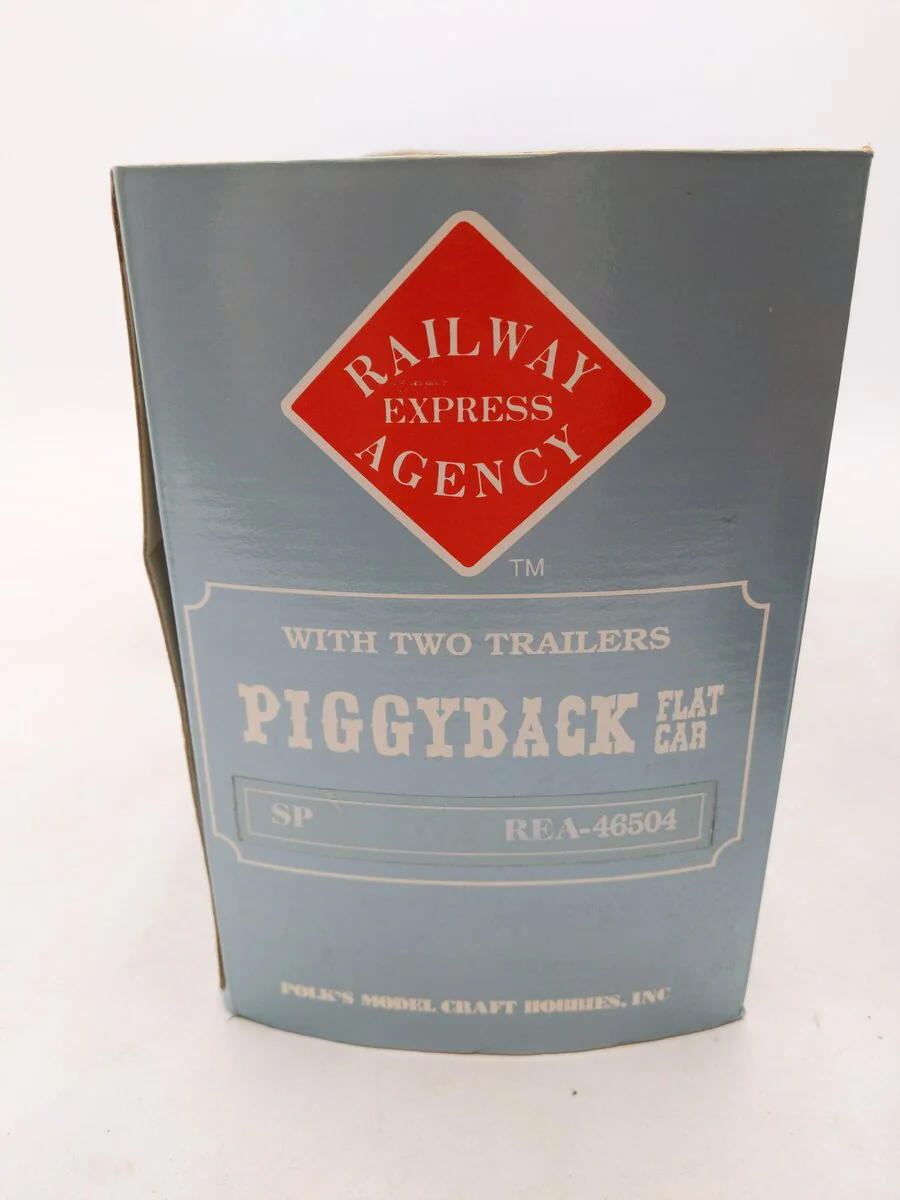 RAILWAY
EXPRESS
AGENCY
TM
WITH TWO TRAILERS
PIGGYBACK FLAT CAR
SP REA-46504
POLK'S MODEL CRAFT HOBBIES, INC